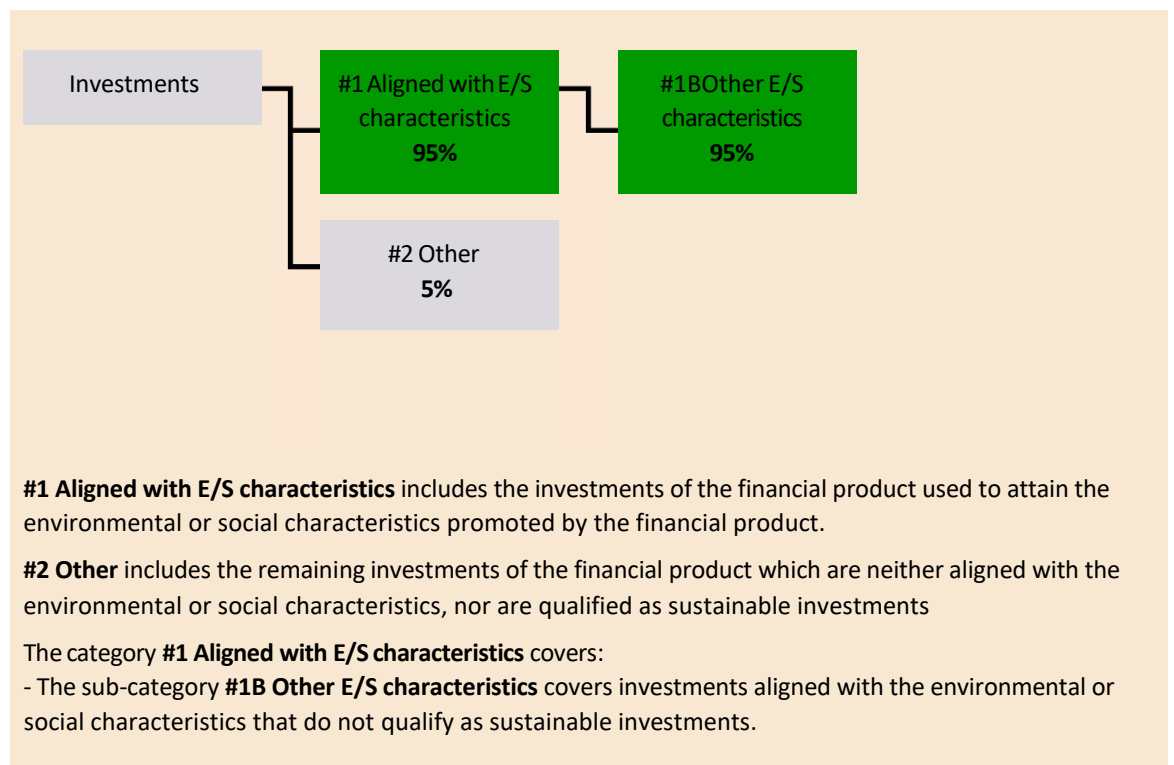 Investments
#1 Aligned with E/S
characteristics
95%
#1BOther E/S
characteristics
95%
#2 Other
5%
#1 Aligned with E/S characteristics includes the investments of the financial product used to attain the
environmental or social characteristics promoted by the financial product.
#2 Other includes the remaining investments of the financial product which are neither aligned with the
environmental or social characteristics, nor are qualified as sustainable investments
The category #1 Aligned with E/S characteristics covers:
- The sub-category #1B Other E/S characteristics covers investments aligned with the environmental or
social characteristics that do not qualify as sustainable investments.